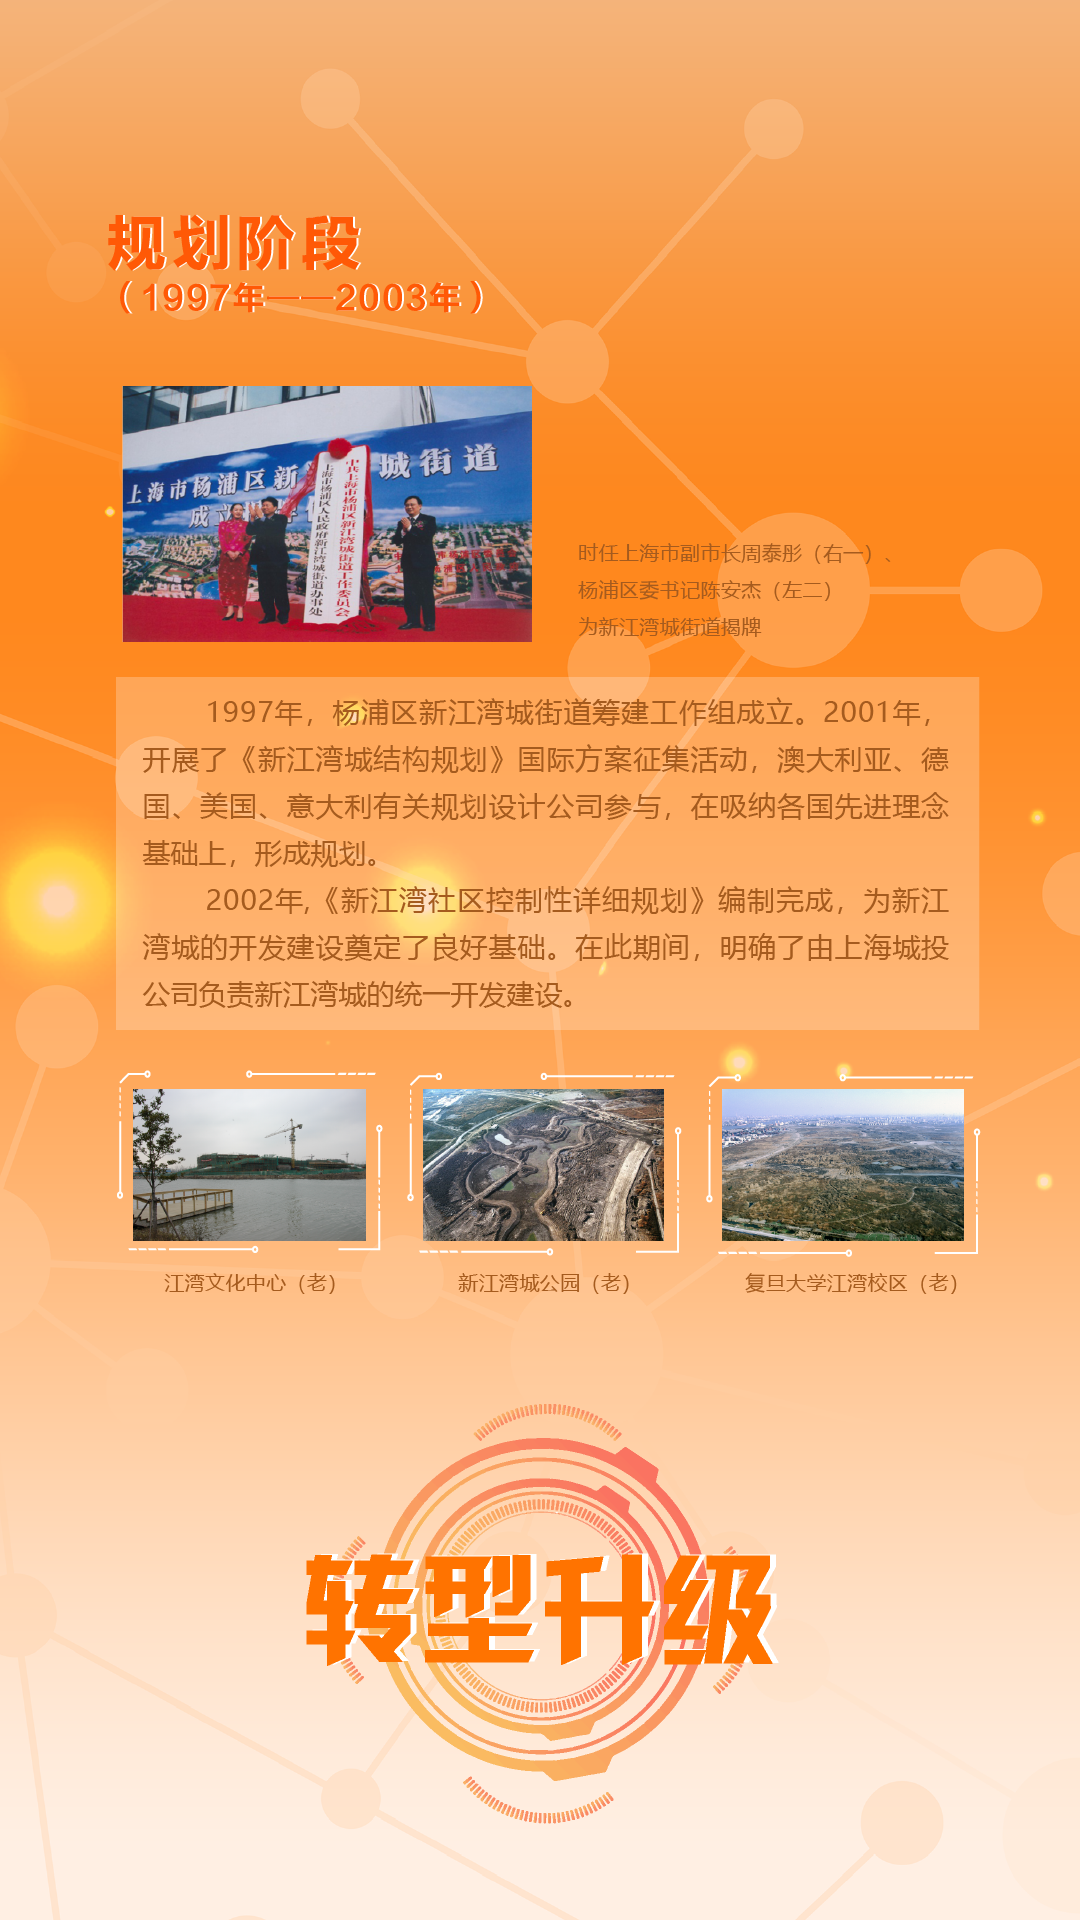 规划阶段
（1997年——2003年）
上海市杨浦区新
城街道
成立揭牌
中共上海市杨浦区新江湾城街道工作委员会
上海市杨浦区人民政府新江湾城街道办事处
时任上海市副市长周泰彤（右一）、
杨浦区委书记陈安杰（左二）
为新江湾城街道揭牌
1997年，杨浦区新江湾城街道筹建工作组成立。2001年，
开展了《新江湾城结构规划》国际方案征集活动，澳大利亚、德
国、美国、意大利有关规划设计公司参与，在吸纳各国先进理念
基础上，形成规划。
2002年,《新江湾社区控制性详细规划》编制完成，为新江
湾城的开发建设奠定了良好基础。在此期间，明确了由上海城投
公司负责新江湾城的统一开发建设。
江湾文化中心（老）
新江湾城公园（老）
复旦大学江湾校区（老）
转型升级